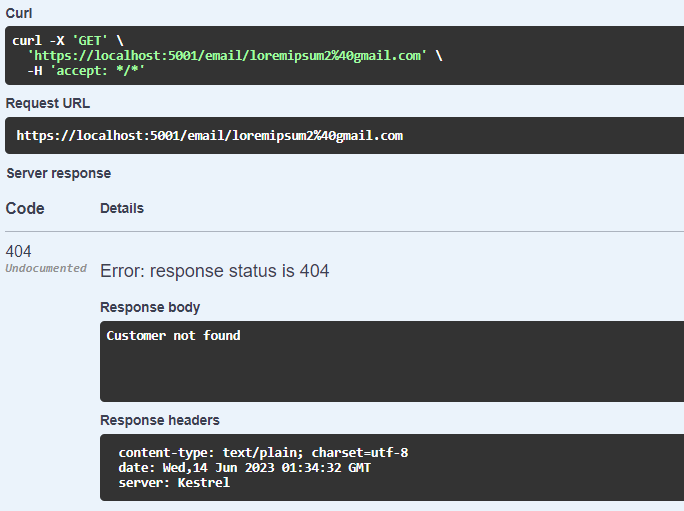 Curl
curl -X 'GET' \
'https://localhost:5001/email/loremipsum2%40gmail.com' \
-H 'accept: */*'
Request URL
https://localhost:5001/email/loremipsum2%40gmail.com
Server response
Code Details
404
Undocumented
Error: response status is 404
Response body
Customer not found
Response headers
content-type: text/plain; charset=utf-8
date: Wed,14 Jun 2023 01:34:32 GMT
server: Kestrel